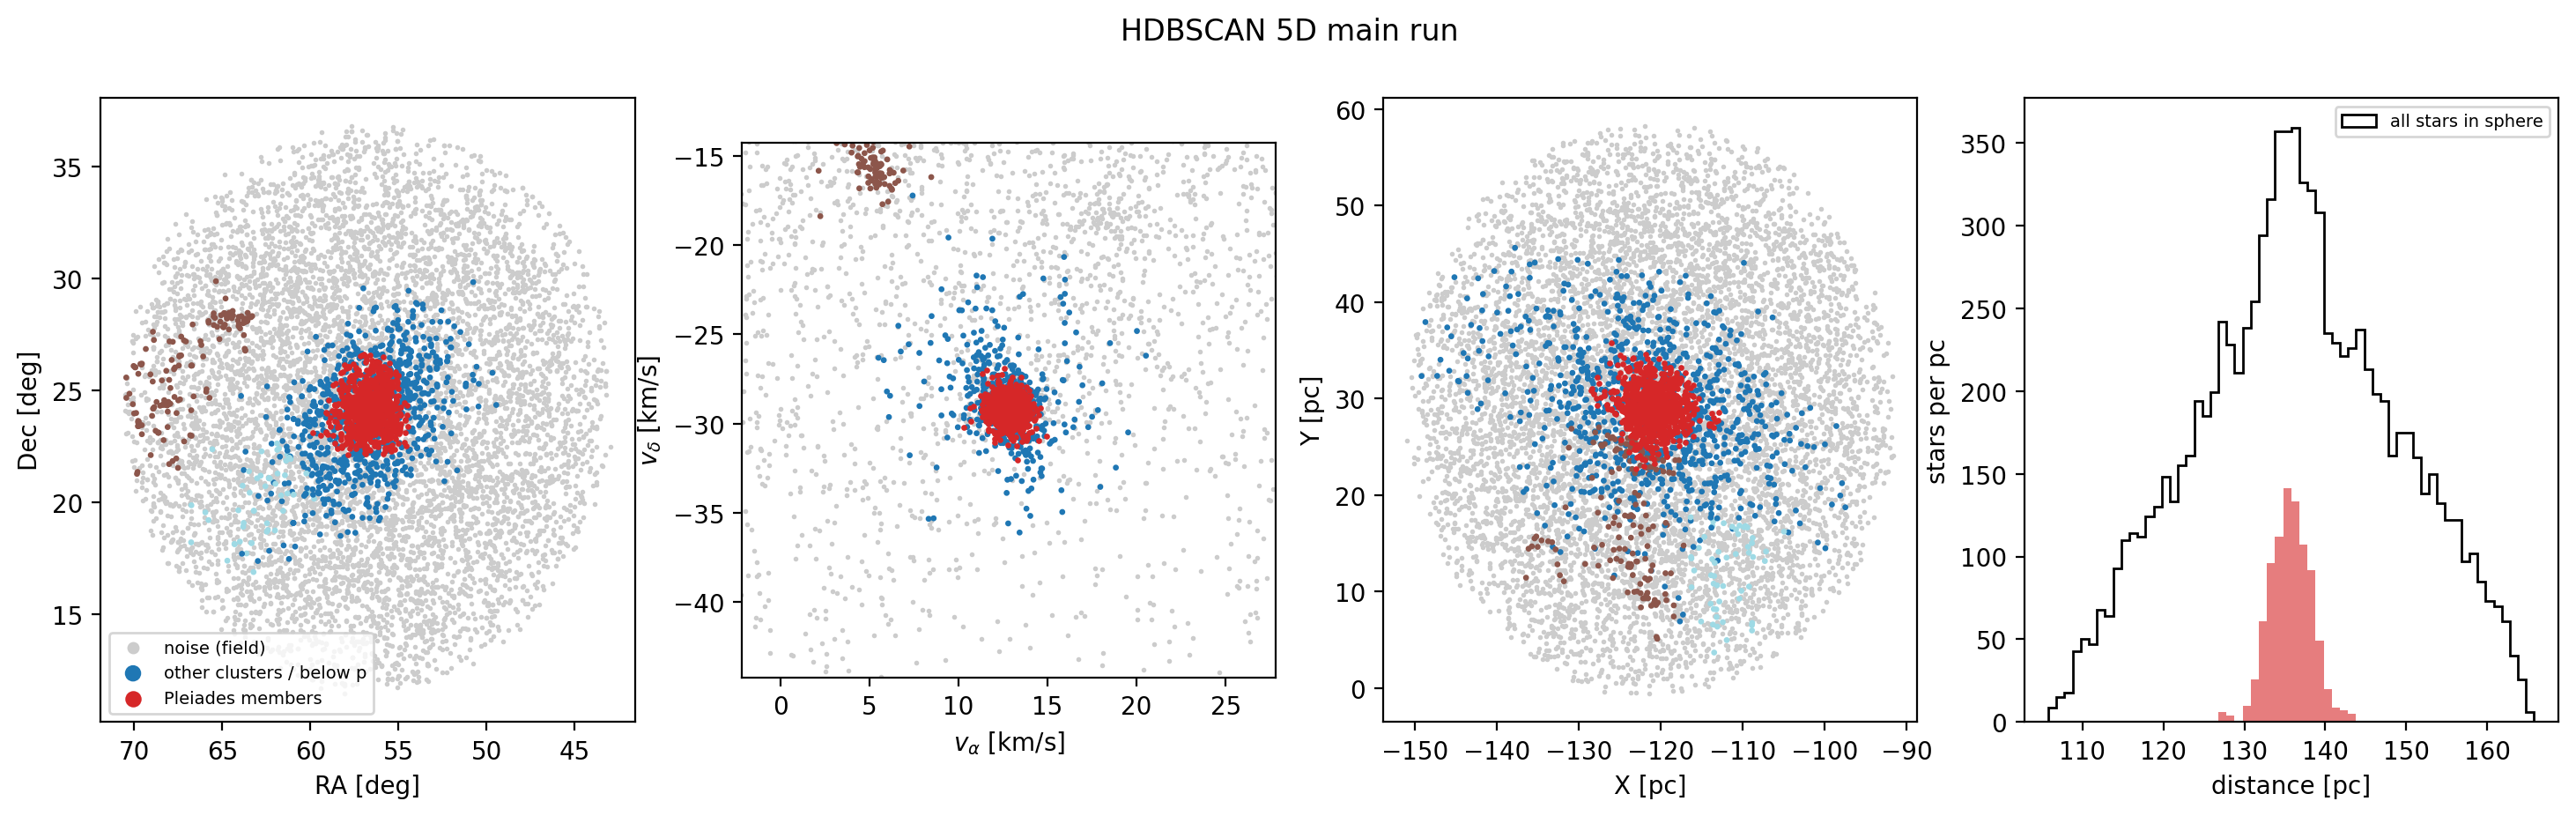 HDBSCAN 5D main run
35
30
25
20
15
Dec [deg]
noise (field)
other clusters / below p
Pleiades members
70 65 60 55 50 45
RA [deg]
−15
−20
−25
−30
−35
−40
vδ [km/s]
0 5 10 15 20 25
vα [km/s]
60
50
40
30
20
10
0
Y [pc]
−150 −140 −130 −120 −110 −100 −90
X [pc]
all stars in sphere
350
300
250
200
150
100
50
0
stars per pc
110 120 130 140 150 160
distance [pc]